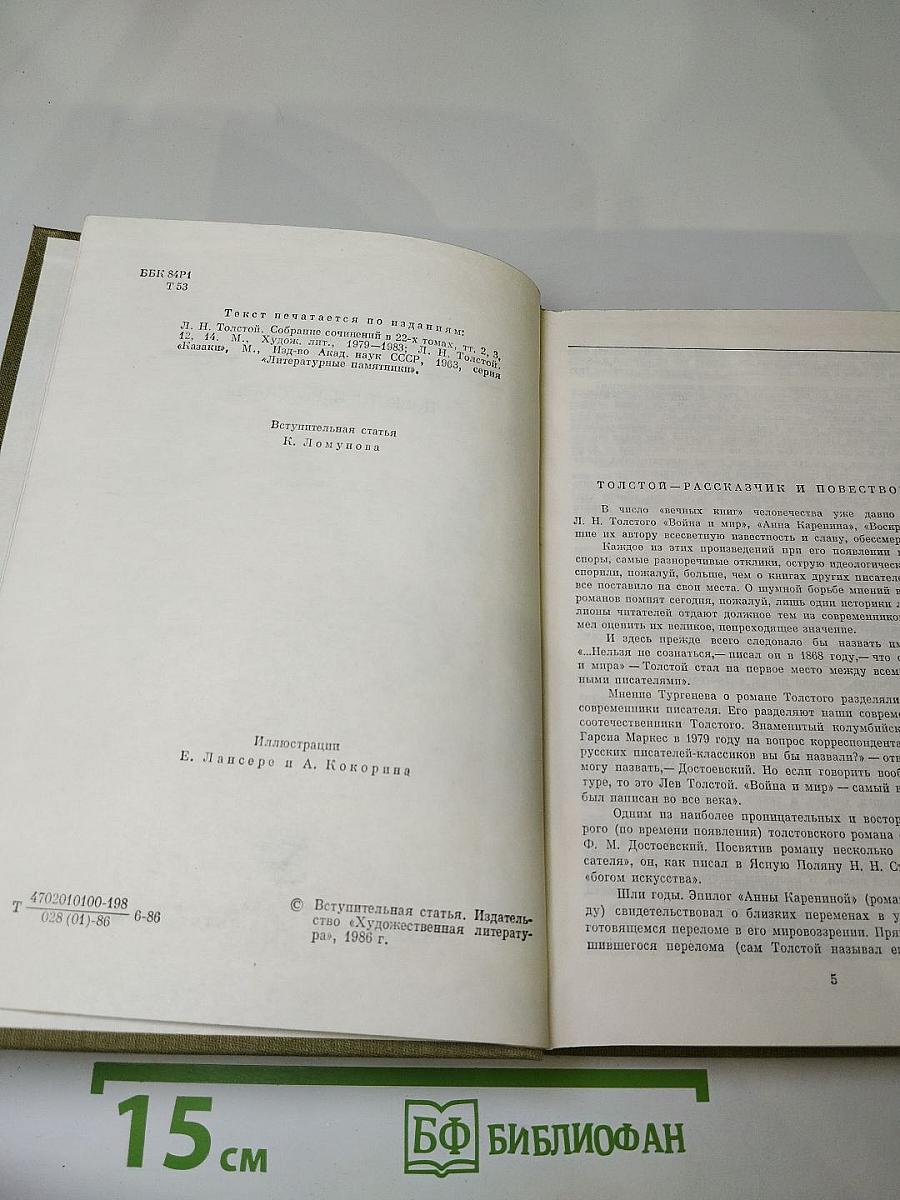 ББК 84Р1
Т 53
Текст печатается по изданиям:
Л. Н. Толстой. Собрание сочинений в 22-х томах, тт. 2, 3,
12, 14. М., Худож. лит., 1979—1983; Л. Н. Толстой.
«Казаки», М., Изд-во Акад. наук СССР, 1963, серия
«Литературные памятники».
Вступительная статья
К. Ломунова
Иллюстрации
Е. Лансере и А. Кокорина
Т 4702010100-198
028 (01)-86
6-86
© Вступительная статья. Издатель-
ство «Художественная литерату-
ра», 1986 г.
ТОЛСТОЙ—РАССКАЗЧИК И ПОВЕСТВО
В число «вечных книг» человечества уже давно
Л. Н. Толстого «Война и мир», «Анна Каренина», «Воскр
шие их автору всесветную известность и славу, обессмер
Каждое из этих произведений при его появлении
споры, самые разноречивые отклики, острую идеологическ
спорили, пожалуй, больше, чем о книгах других писателе
все поставило на свои места. О шумной борьбе мнений в
романов помнят сегодня, пожалуй, лишь одни историки л
лионы читателей отдают должное тем из современников
мел оценить их великое, непреходящее значение.
И здесь прежде всего следовало бы назвать им
«...Нельзя не сознаться,— писал он в 1868 году,— что с
и мира» — Толстой стал на первое место между всем
ными писателями».
Мнение Тургенева о романе Толстого разделяли
современники писателя. Его разделяют наши совреме
соотечественники Толстого. Знаменитый колумбийск
Гарсиа Маркес в 1979 году на вопрос корреспондента
русских писателей-классиков вы бы назвали?» — отв
могу назвать,— Достоевский. Но если говорить вооб
туре, то это Лев Толстой. «Война и мир» — самый в
был написан во все века».
Одним из наиболее проницательных и востор
рого (по времени появления) толстовского романа
Ф. М. Достоевский. Посвятив роману несколько
сателя», он, как писал в Ясную Поляну Н. Н. Ст
«богом искусства».
Шли годы. Эпилог «Анны Карениной» (рома
ду) свидетельствовал о близких переменах в у
готовящемся переломе в его мировоззрении. Пря
шившегося перелома (сам Толстой называл е
5
15 см
БФ БИБЛИОФАН